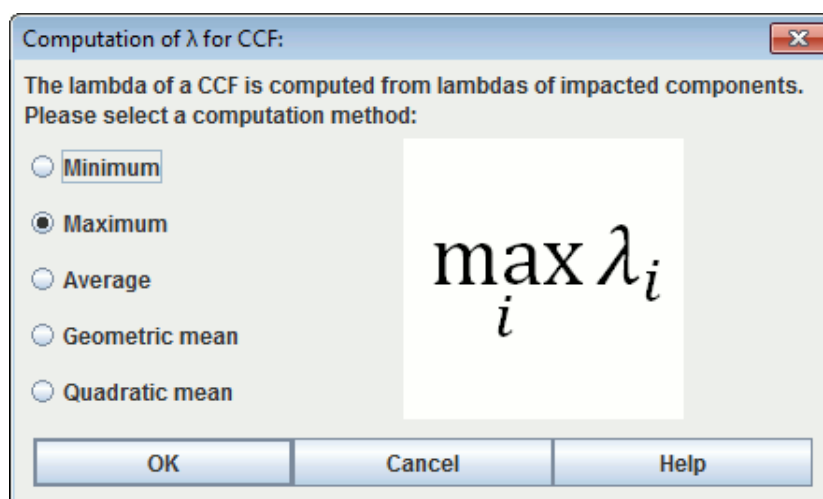 Computation of λ for CCF:
The lambda of a CCF is computed from lambdas of impacted components.
Please select a computation method:
Minimum
Maximum
Average
Geometric mean
Quadratic mean
max λi
i
OK Cancel Help